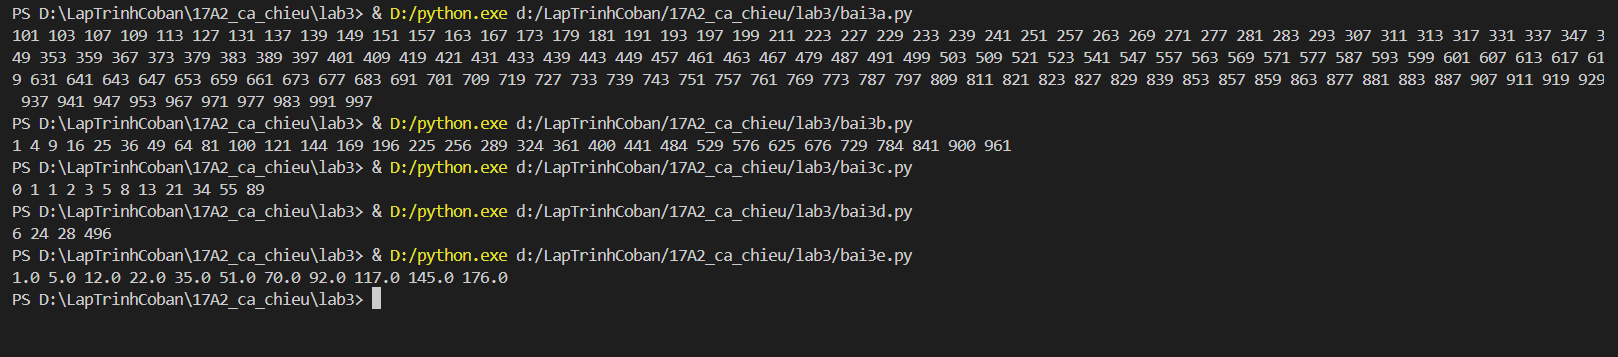 PS D:\LapTrinhCoban\17A2_ca_chieu\lab3> & D:/python.exe d:/LapTrinhCoban/17A2_ca_chieu/lab3/bai3a.py
101 103 107 109 113 127 131 137 139 149 151 157 163 167 173 179 181 191 193 197 199 211 223 227 229 233 239 241 251 257 263 269 271 277 281 283 293 307 311 313 317 331 337 347 3
49 353 359 367 373 379 383 389 397 401 409 419 421 431 433 439 443 449 457 461 463 467 479 487 491 499 503 509 521 523 541 547 557 563 569 571 577 587 593 599 601 607 613 617 61
9 631 641 643 647 653 659 661 673 677 683 691 701 709 719 727 733 739 743 751 757 761 769 773 787 797 809 811 821 823 827 829 839 853 857 859 863 877 881 883 887 907 911 919 929
937 941 947 953 967 971 977 983 991 997
PS D:\LapTrinhCoban\17A2_ca_chieu\lab3> & D:/python.exe d:/LapTrinhCoban/17A2_ca_chieu/lab3/bai3b.py
1 4 9 16 25 36 49 64 81 100 121 144 169 196 225 256 289 324 361 400 441 484 529 576 625 676 729 784 841 900 961
PS D:\LapTrinhCoban\17A2_ca_chieu\lab3> & D:/python.exe d:/LapTrinhCoban/17A2_ca_chieu/lab3/bai3c.py
0 1 1 2 3 5 8 13 21 34 55 89
PS D:\LapTrinhCoban\17A2_ca_chieu\lab3> & D:/python.exe d:/LapTrinhCoban/17A2_ca_chieu/lab3/bai3d.py
6 24 28 496
PS D:\LapTrinhCoban\17A2_ca_chieu\lab3> & D:/python.exe d:/LapTrinhCoban/17A2_ca_chieu/lab3/bai3e.py
1.0 5.0 12.0 22.0 35.0 51.0 70.0 92.0 117.0 145.0 176.0
PS D:\LapTrinhCoban\17A2_ca_chieu\lab3>